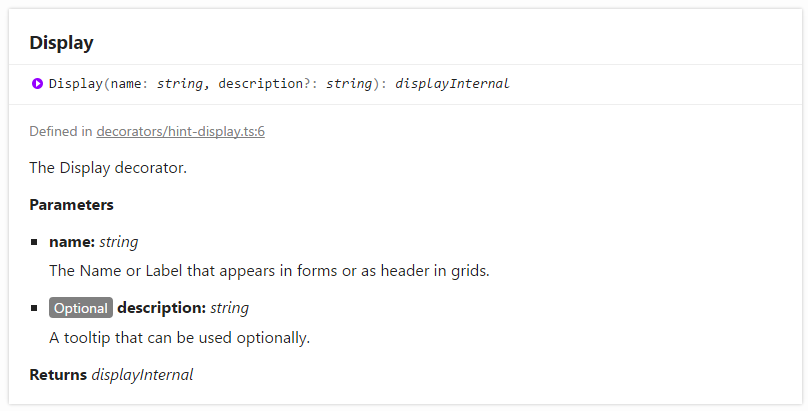 Display
Display(name: string, description?: string): displayInternal
Defined in decorators/hint-display.ts:6
The Display decorator.
Parameters
name: string
The Name or Label that appears in forms or as header in grids.
Optional description: string
A tooltip that can be used optionally.
Returns displayInternal